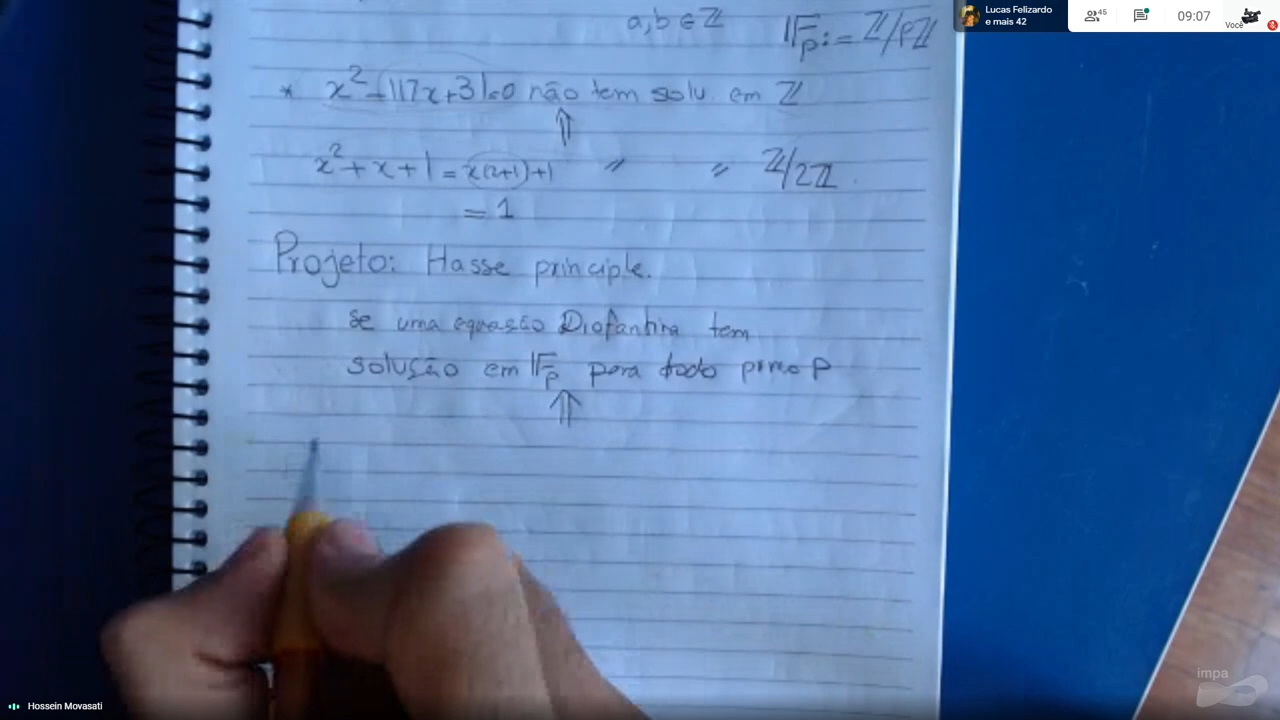 Lucas Felizardo
e mais 42
45
09:07
Você
a, b ∈ ℤ
𝔽p := ℤ/pℤ
* x² - 117x + 31 = 0 não tem solu. em ℤ
⇑
x² + x + 1 = x(x+1) + 1 〃 〃 ℤ/2ℤ.
= 1
Projeto: Hasse principle.
Se uma equasão Diofantina tem
solução em 𝔽p para todo primo p
⇑
impa
Hossein Movasati